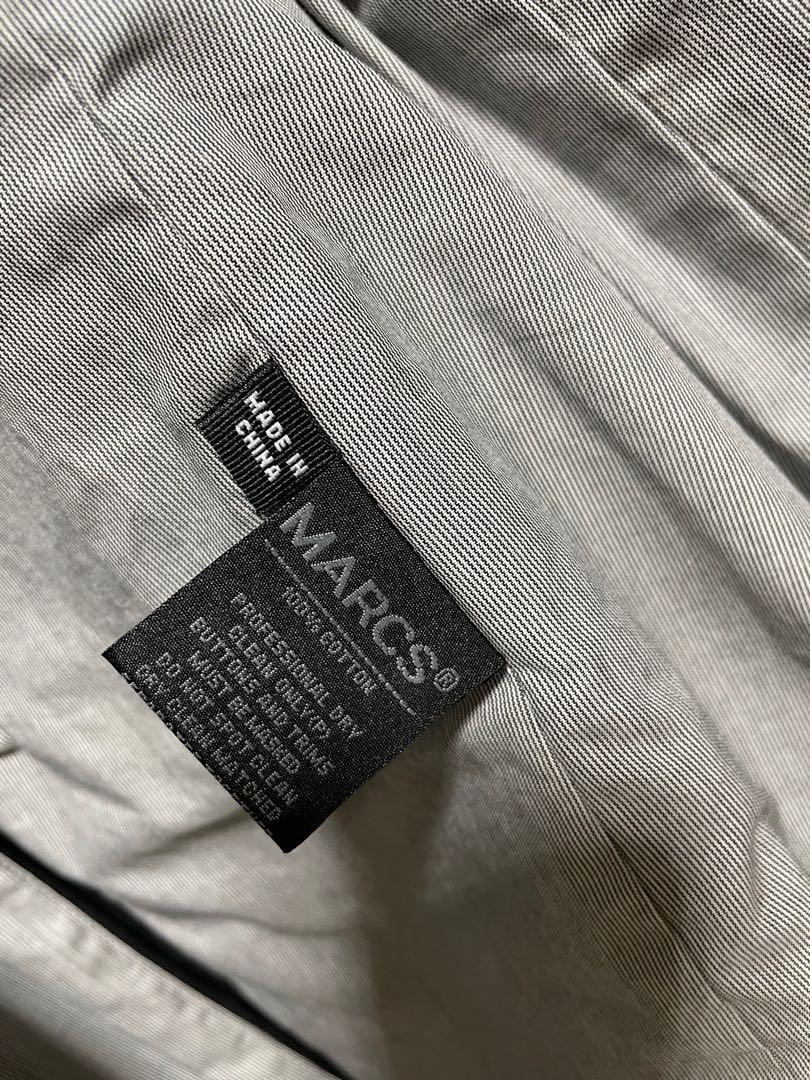 MADE IN
CHINA
MARCS®
100% COTTON
PROFESSIONAL DRY
CLEAN ONLY(P).
BUTTONS AND TRIMS
MUST BE MASKED
DO NOT SPOT CLEAN
DRY CLEAN MATCHED